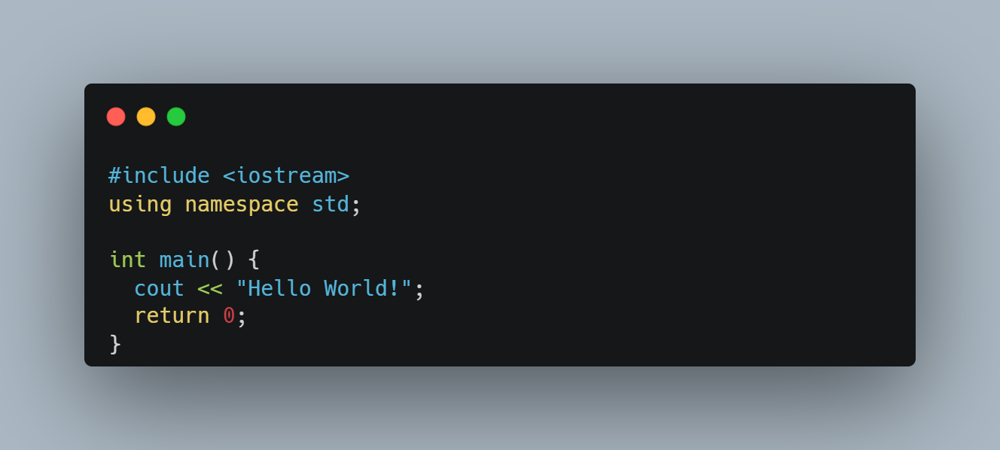 #include <iostream>
using namespace std;

int main() {
  cout << "Hello World!";
  return 0;
}